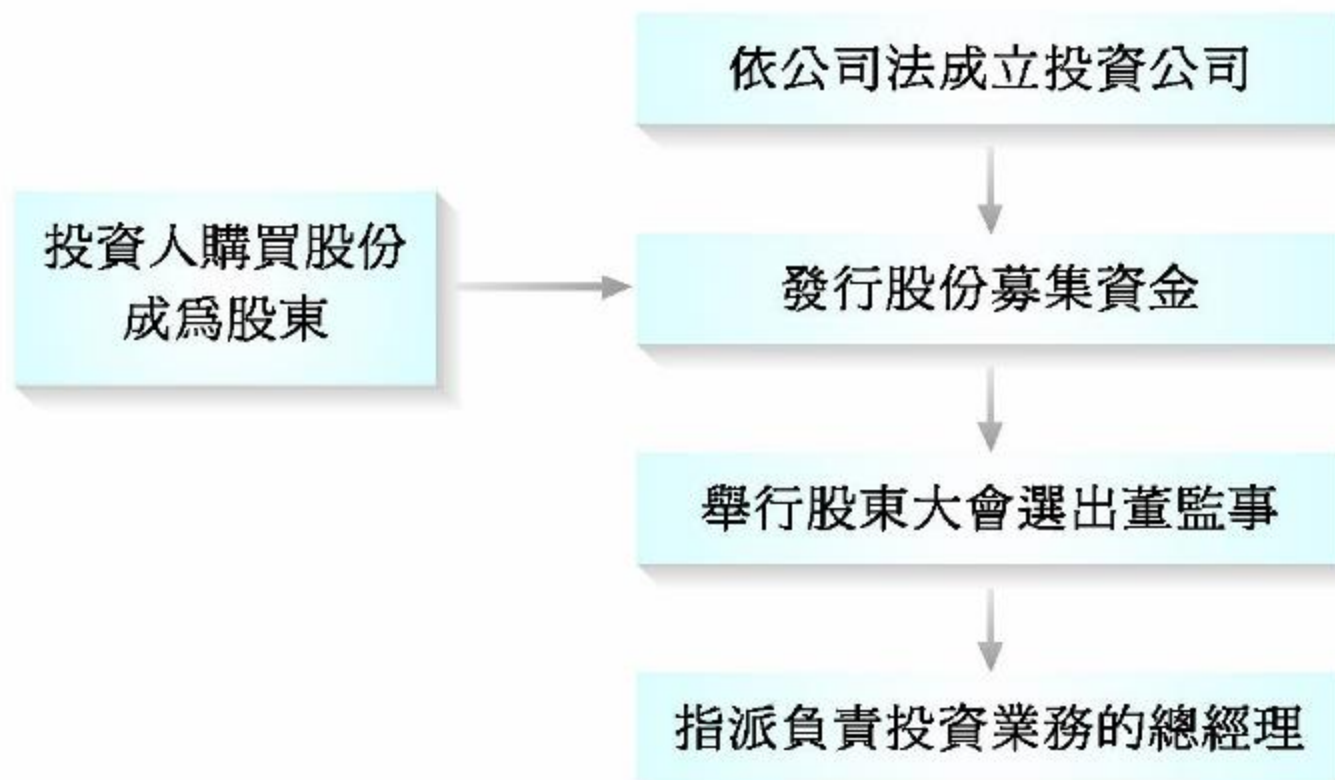 依公司法成立投資公司
投資人購買股份
成為股東
發行股份募集資金
舉行股東大會選出董監事
指派負責投資業務的總經理